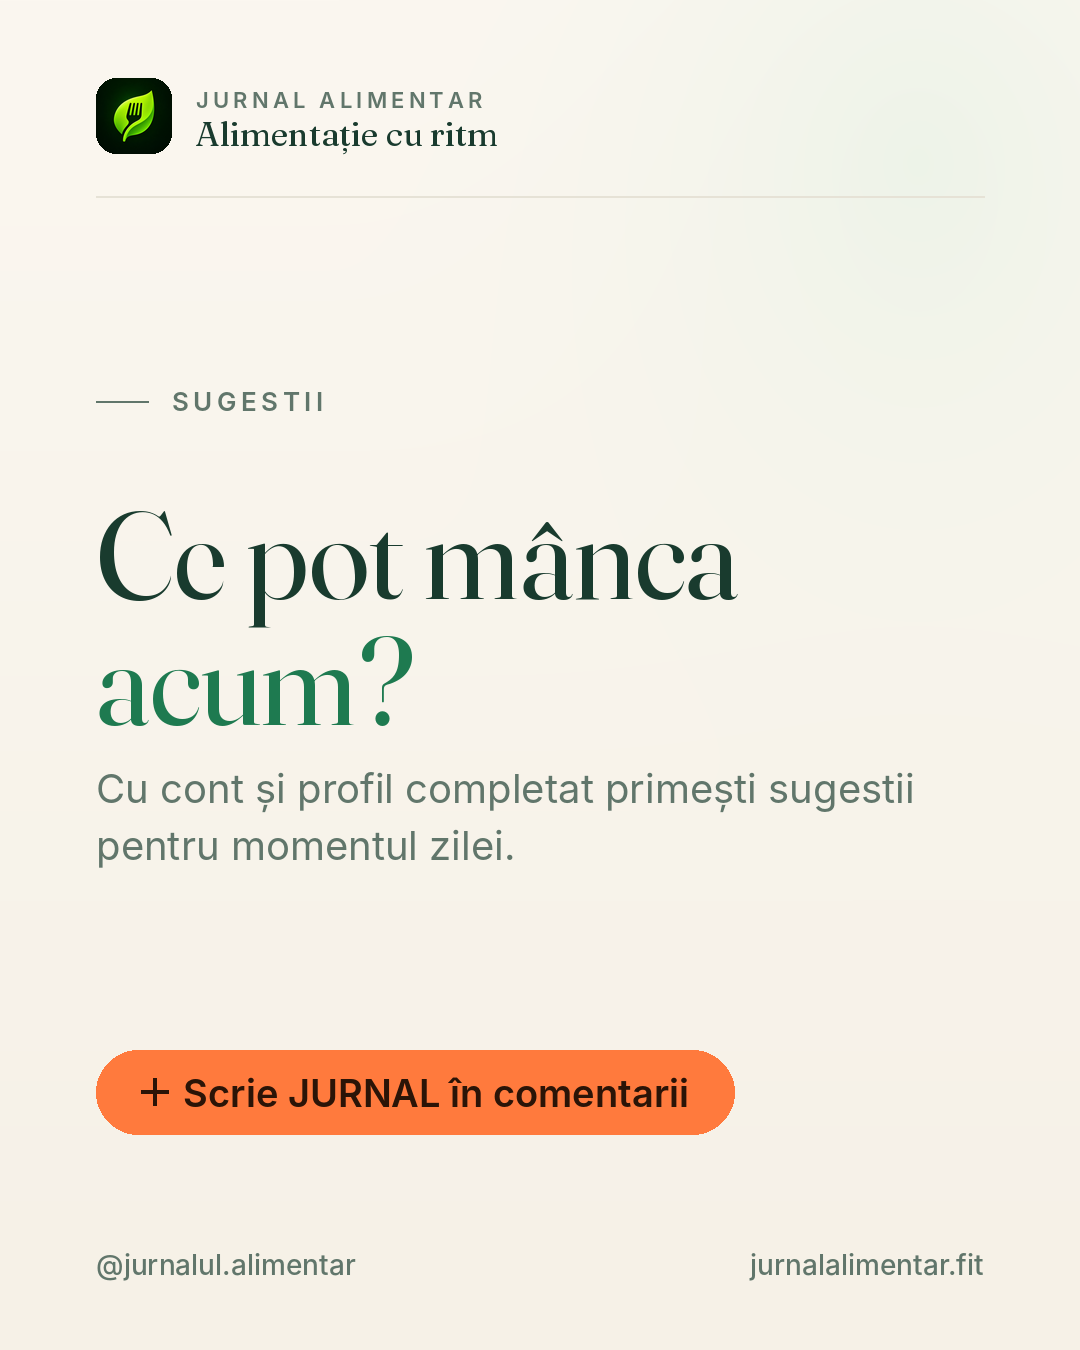 JURNAL ALIMENTAR
Alimentație cu ritm
SUGESTII
Ce pot mânca
acum?
Cu cont și profil completat primești sugestii
pentru momentul zilei.
+ Scrie JURNAL în comentarii
@jurnalul.alimentar
jurnalalimentar.fit